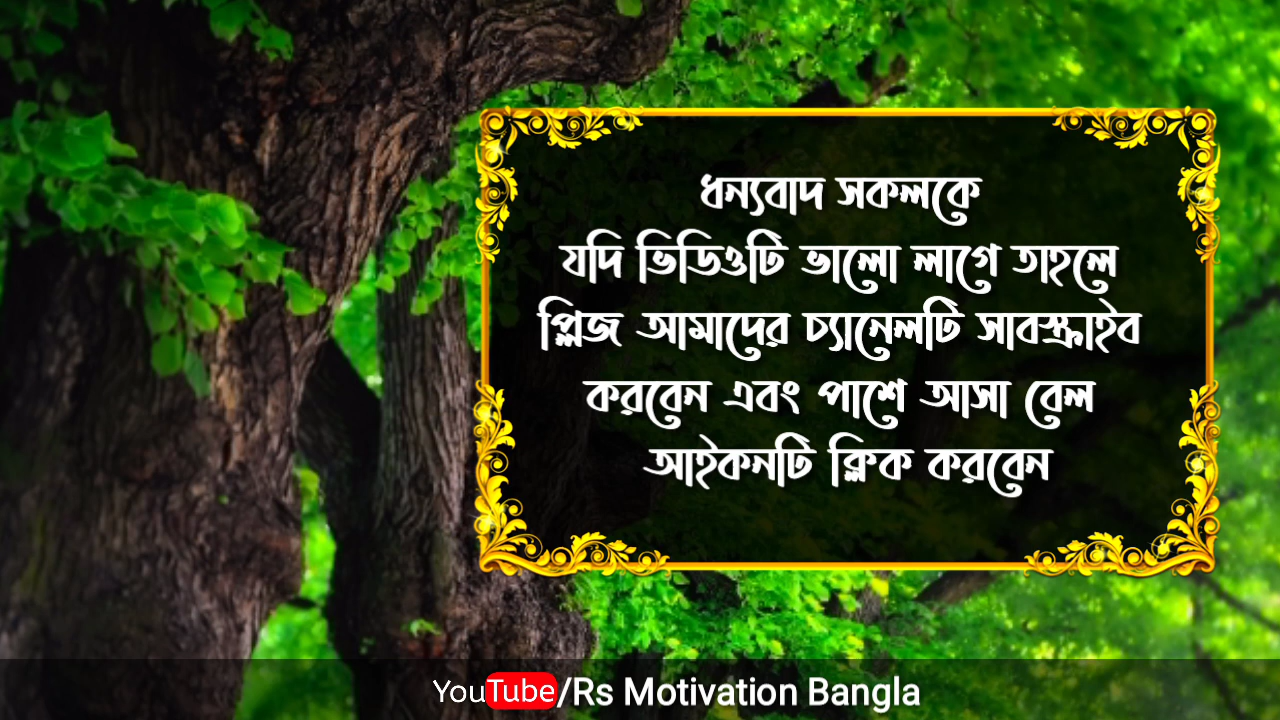 ধন্যবাদ সকলকে
যদি ভিডিওটি ভালো লাগে তাহলে
প্লিজ আমাদের চ্যানেলটি সাবস্ক্রাইব
করবেন এবং পাশে আসা বেল
আইকনটি ক্লিক করবেন
YouTube/Rs Motivation Bangla